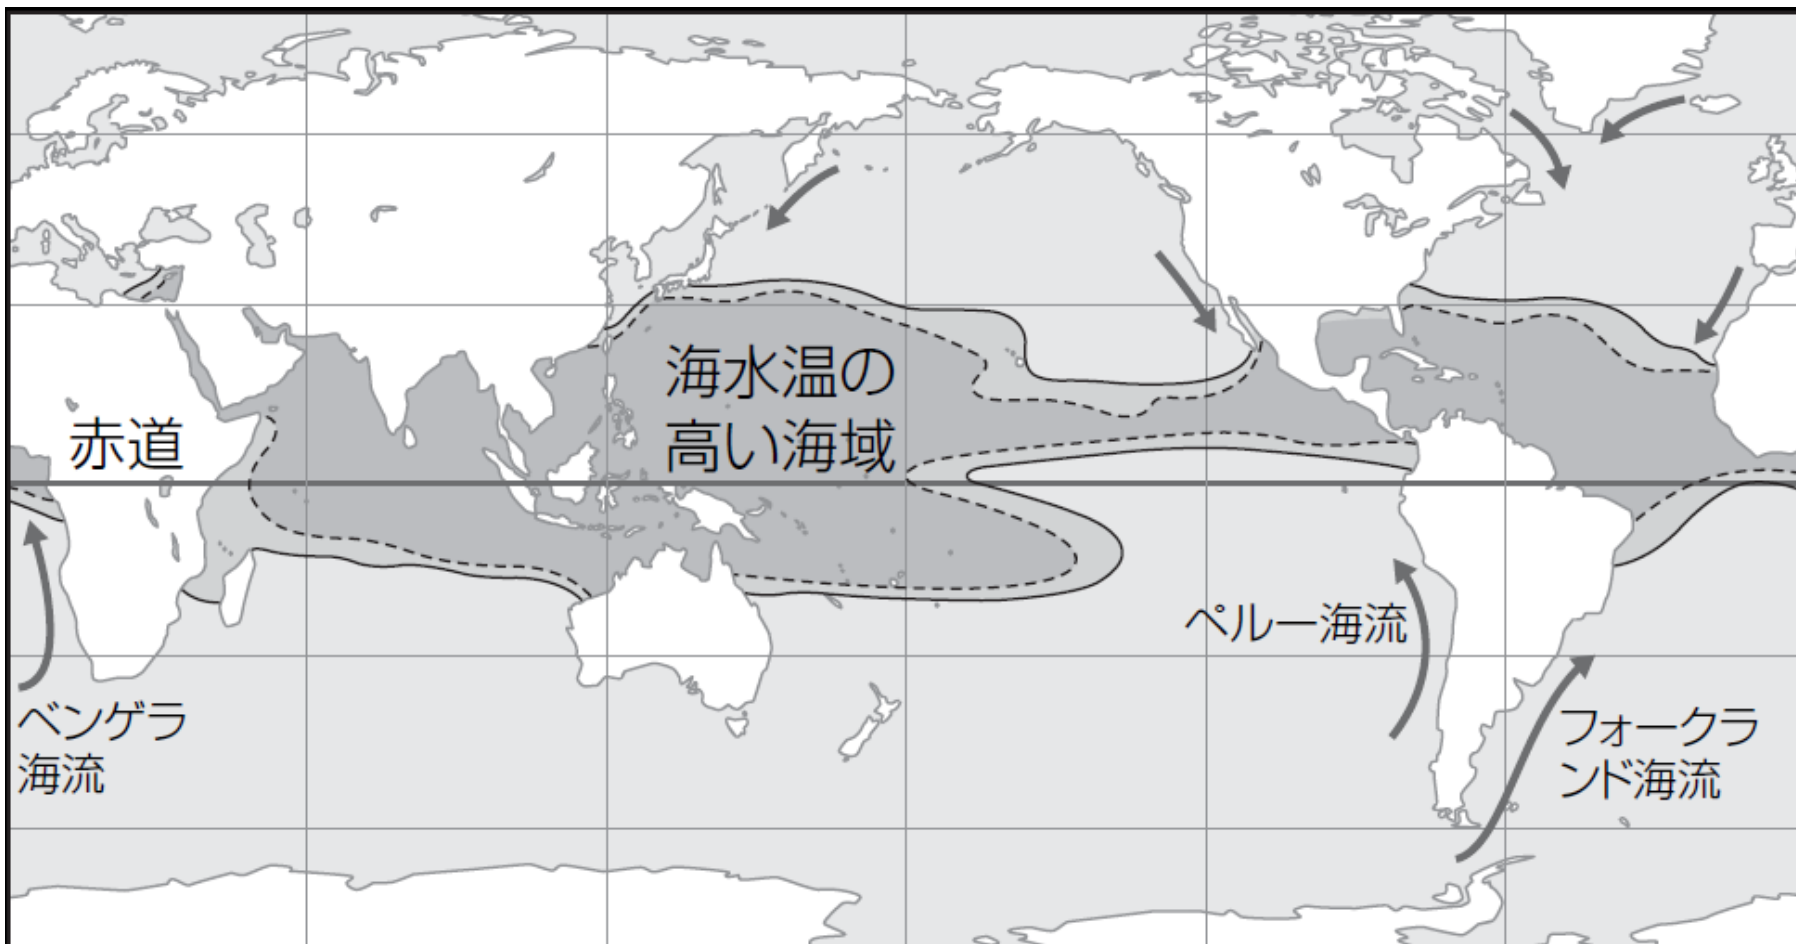 海水温の
高い海域
赤道
ペルー海流
ベンゲラ
海流
フォークラ
ンド海流